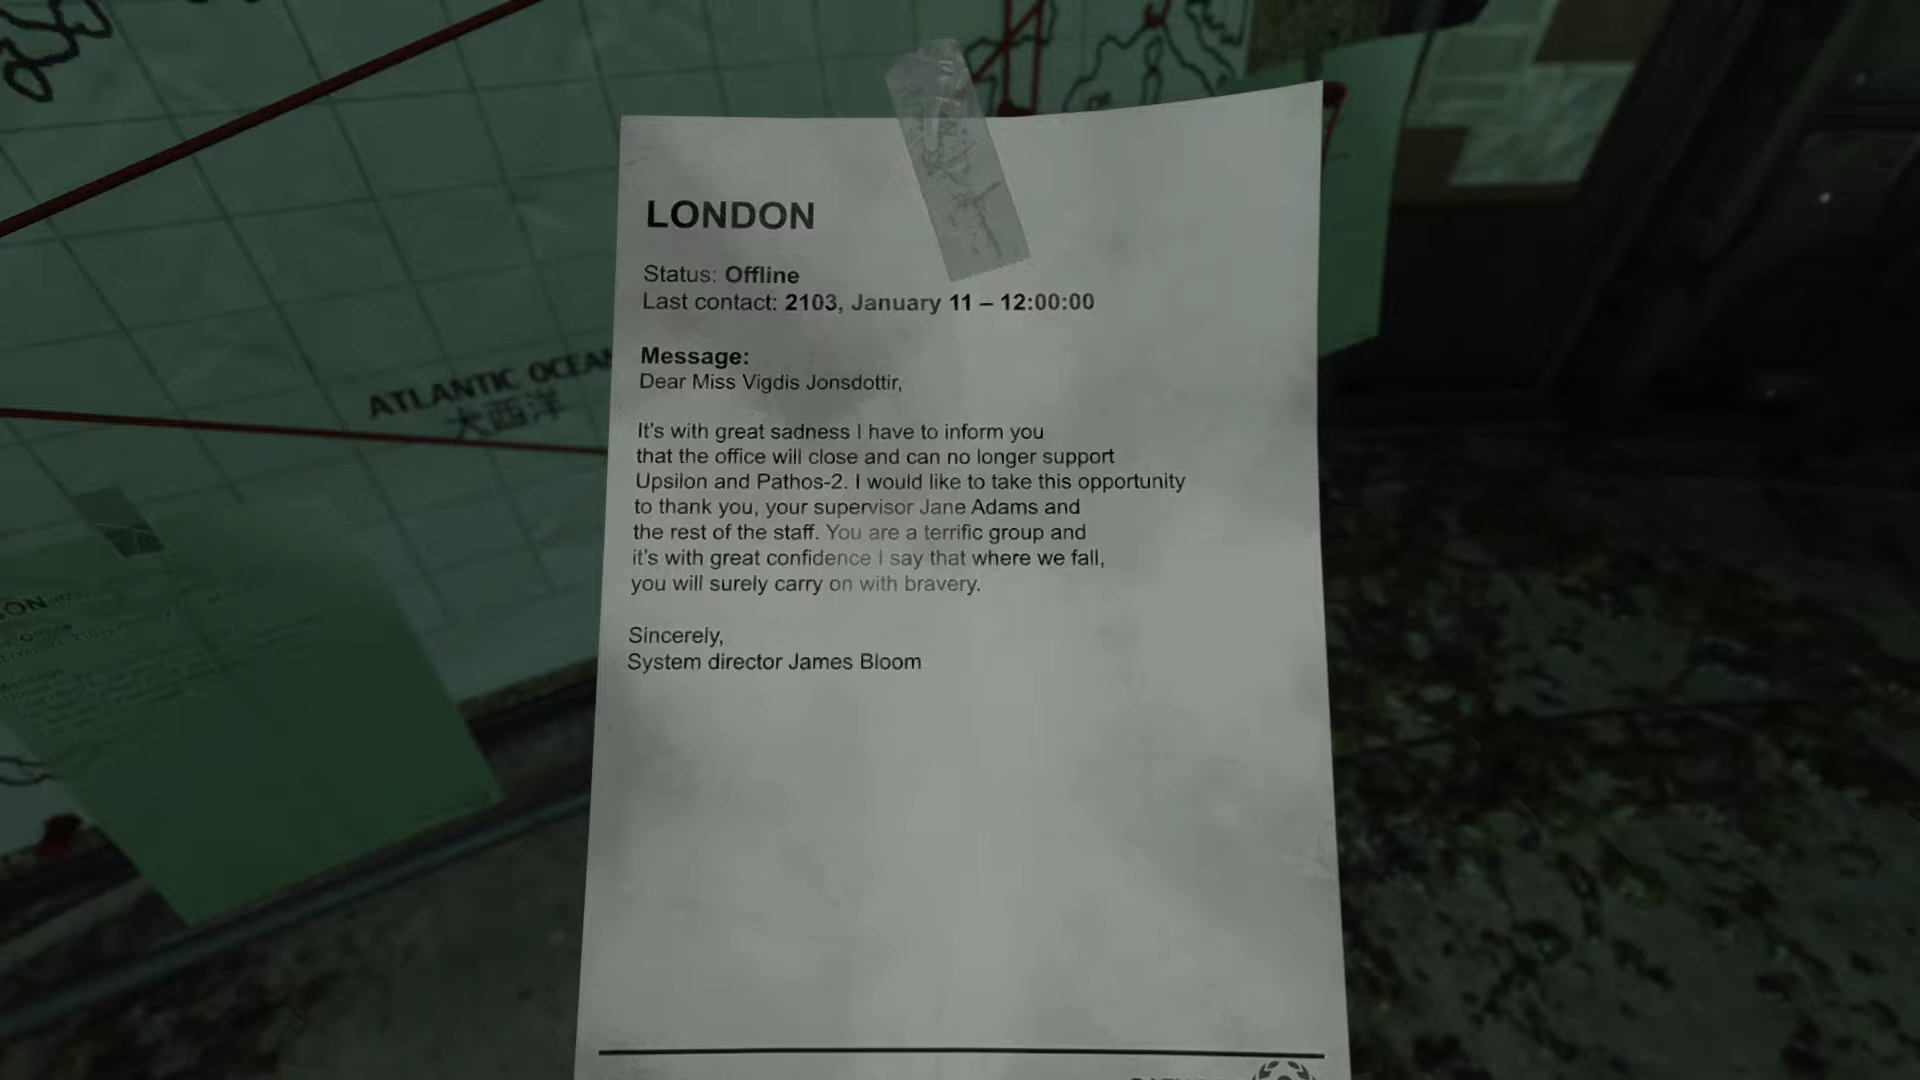 LONDON
Status: Offline
Last contact: 2103, January 11 – 12:00:00
Message:
Dear Miss Vigdis Jonsdottir,
It's with great sadness I have to inform you
that the office will close and can no longer support
Upsilon and Pathos-2. I would like to take this opportunity
to thank you, your supervisor Jane Adams and
the rest of the staff. You are a terrific group and
it's with great confidence I say that where we fall,
you will surely carry on with bravery.
Sincerely,
System director James Bloom
ATLANTIC OCEAN
大西洋
Offline